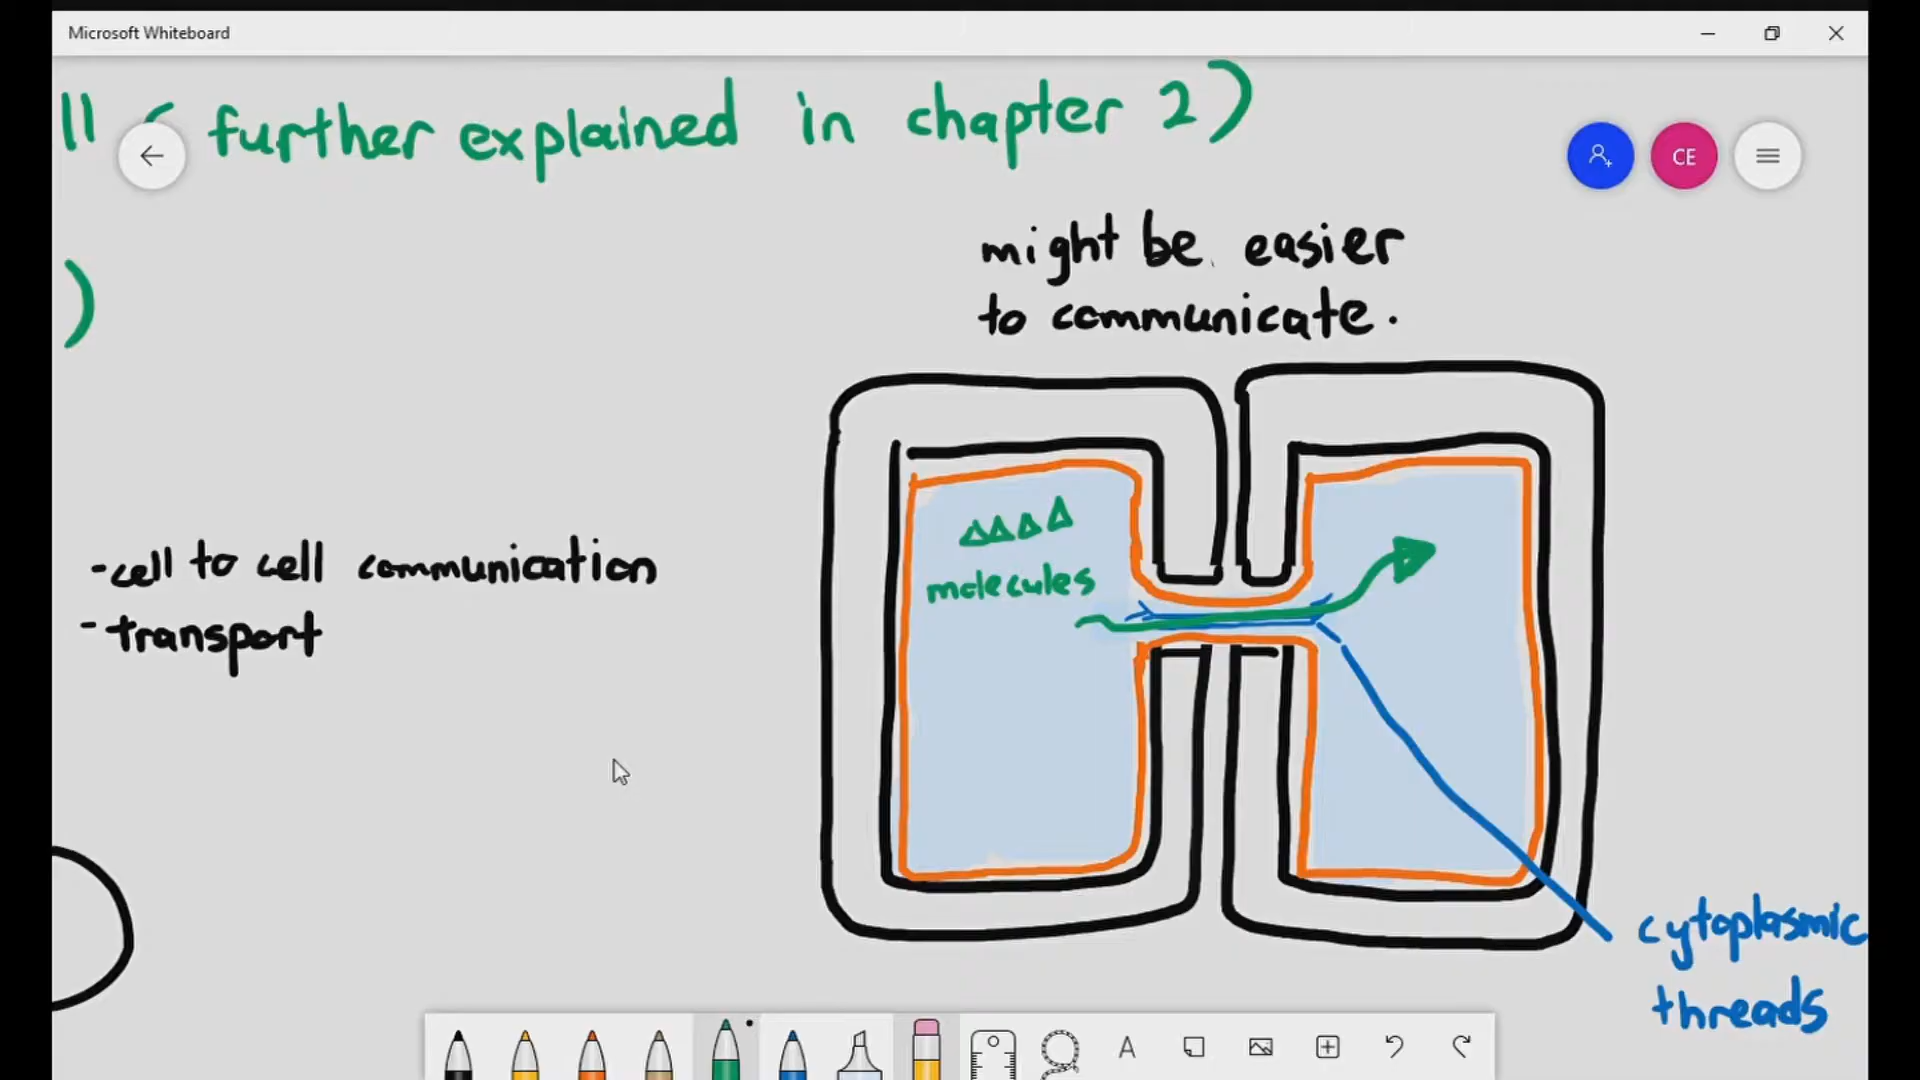 Microsoft Whiteboard
ll ( further explained in chapter 2)
CE
might be easier
to communicate.
)
ΔΔΔΔ
molecules
-cell to cell communication
-transport
cytoplasmic
threads
A